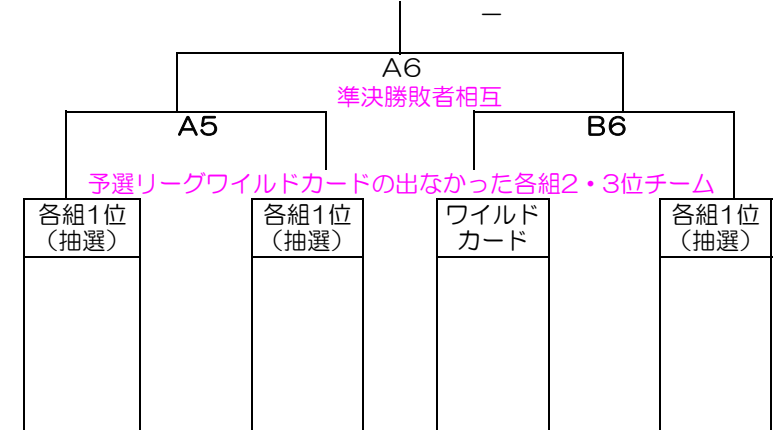 －
A6
準決勝敗者相互
A5
B6
予選リーグワイルドカードの出なかった各組2・3位チーム
各組1位
（抽選）
各組1位
（抽選）
ワイルド
カード
各組1位
（抽選）